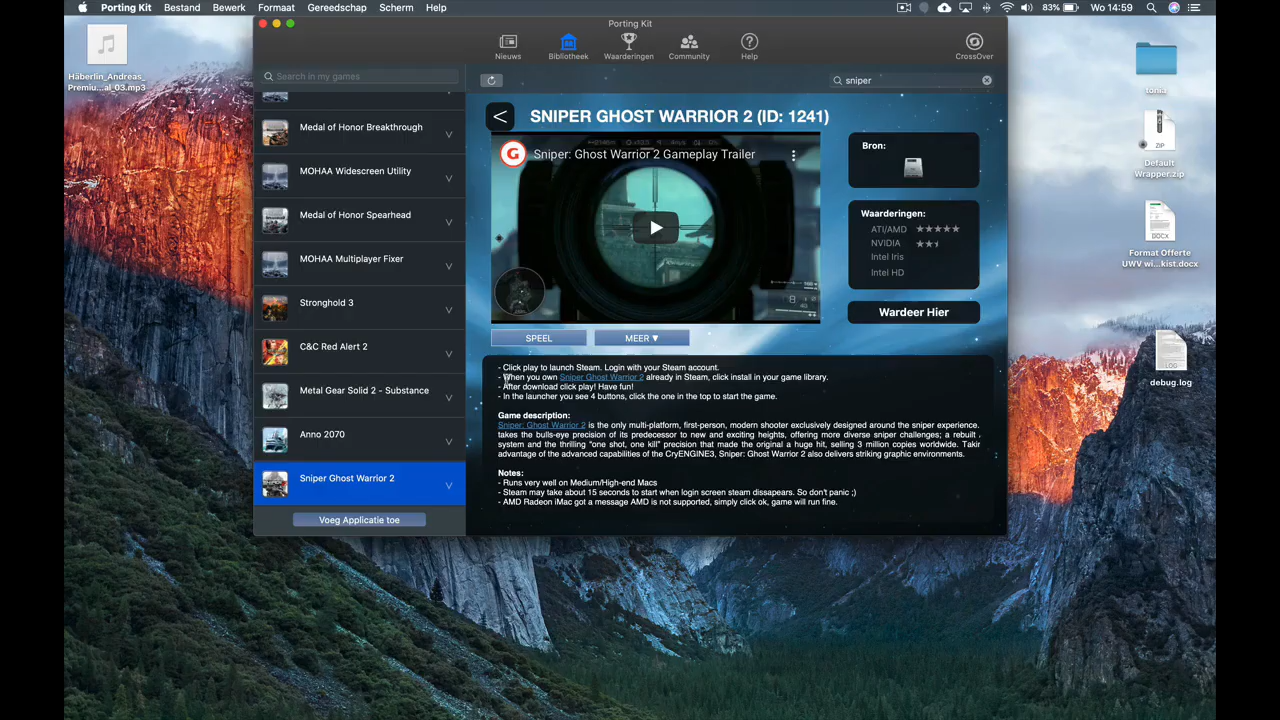 Porting Kit Bestand Bewerk Formaat Gereedschap Scherm Help 83% Wo 14:59
Porting Kit
Nieuws Bibliotheek Waarderingen Community Help CrossOver
Häberlin_Andreas_
Premiu...al_03.mp3
Search in my games
Medal of Honor Breakthrough
MOHAA Widescreen Utility
Medal of Honor Spearhead
MOHAA Multiplayer Fixer
Stronghold 3
C&C Red Alert 2
Metal Gear Solid 2 - Substance
Anno 2070
Sniper Ghost Warrior 2
Voeg Applicatie toe
sniper
<
SNIPER GHOST WARRIOR 2 (ID: 1241)
G Sniper: Ghost Warrior 2 Gameplay Trailer
Bron:
Waarderingen:
ATI/AMD ★★★★★
NVIDIA
Intel Iris
Intel HD
Wardeer Hier
SPEEL MEER ▼
- Click play to launch Steam. Login with your Steam account.
- When you own Sniper Ghost Warrior 2 already in Steam, click install in your game library.
- After download click play! Have fun!
- In the launcher you see 4 buttons, click the one in the top to start the game.
Game description:
Sniper: Ghost Warrior 2 is the only multi-platform, first-person, modern shooter exclusively designed around the sniper experience.
takes the bulls-eye precision of its predecessor to new and exciting heights, offering more diverse sniper challenges; a rebuilt
system and the thrilling "one shot, one kill" precision that made the original a huge hit, selling 3 million copies worldwide. Takir
advantage of the advanced capabilities of the CryENGINE3, Sniper: Ghost Warrior 2 also delivers striking graphic environments.
Notes:
- Runs very well on Medium/High-end Macs
- Steam may take about 15 seconds to start when login screen steam dissapears. So don't panic ;)
- AMD Radeon iMac got a message AMD is not supported, simply click ok, game will run fine.
tonia
ZIP
Default
Wrapper.zip
DOCX
Format Offerte
UWV wi...kist.docx
LOG
debug.log